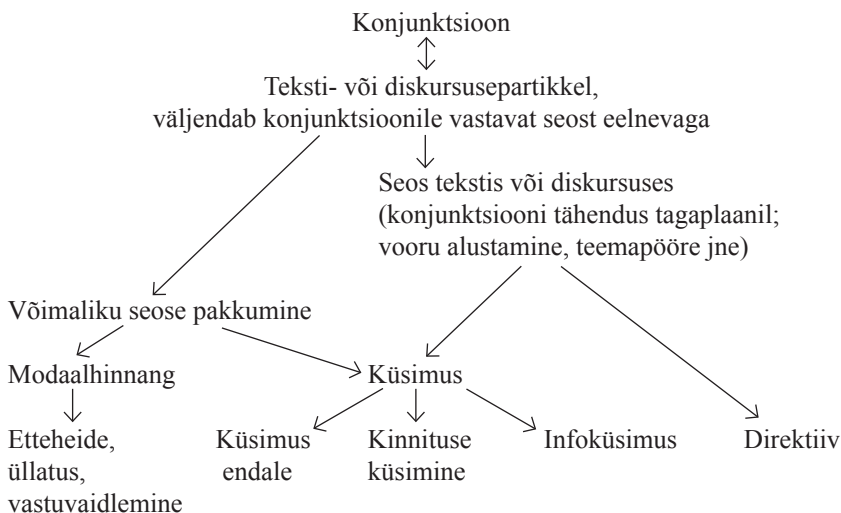 Konjunktsioon
Teksti- või diskursusepartikkel,
väljendab konjunktsioonile vastavat seost eelnevaga
Seos tekstis või diskursuses
(konjunktsiooni tähendus tagaplaanil;
vooru alustamine, teemapööre jne)
Võimaliku seose pakkumine
Modaalhinnang
Küsimus
Etteheide,
üllatus,
vastuvaidlemine
Küsimus
endale
Kinnituse
küsimine
Infoküsimus
Direktiiv